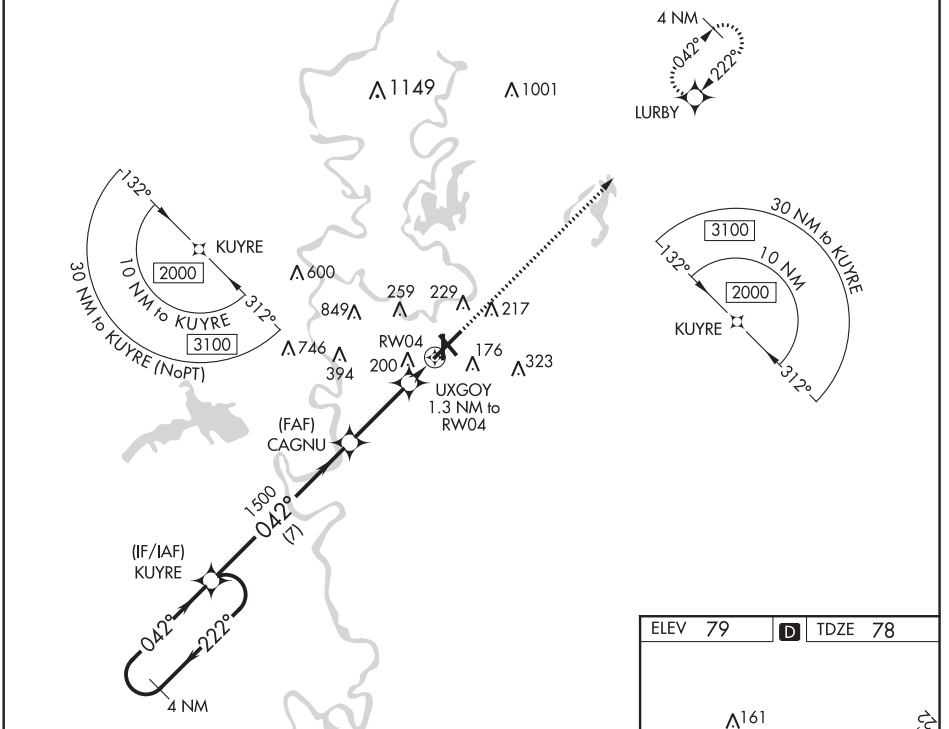 4 NM
042°
222°
LURBY
1149
1001
132°
KUYRE
2000
10 NM to KUYRE
312°
3100
30 NM to KUYRE (NoPT)
600
849
259
229
217
746
394
RW04
200
176
323
UXGOY
1.3 NM to
RW04
30 NM to KUYRE
3100
132°
10 NM
2000
KUYRE
312°
(FAF)
CAGNU
1500
042°
(7)
(IF/IAF)
KUYRE
042°
222°
4 NM
ELEV 79 D TDZE 78
161